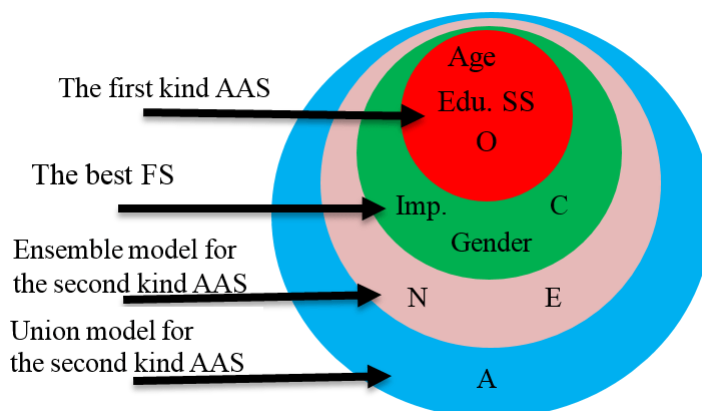 Age
The first kind AAS
Edu. SS
O
The best FS
Imp.
C
Gender
Ensemble model for
the second kind AAS
N
E
Union model for
the second kind AAS
A